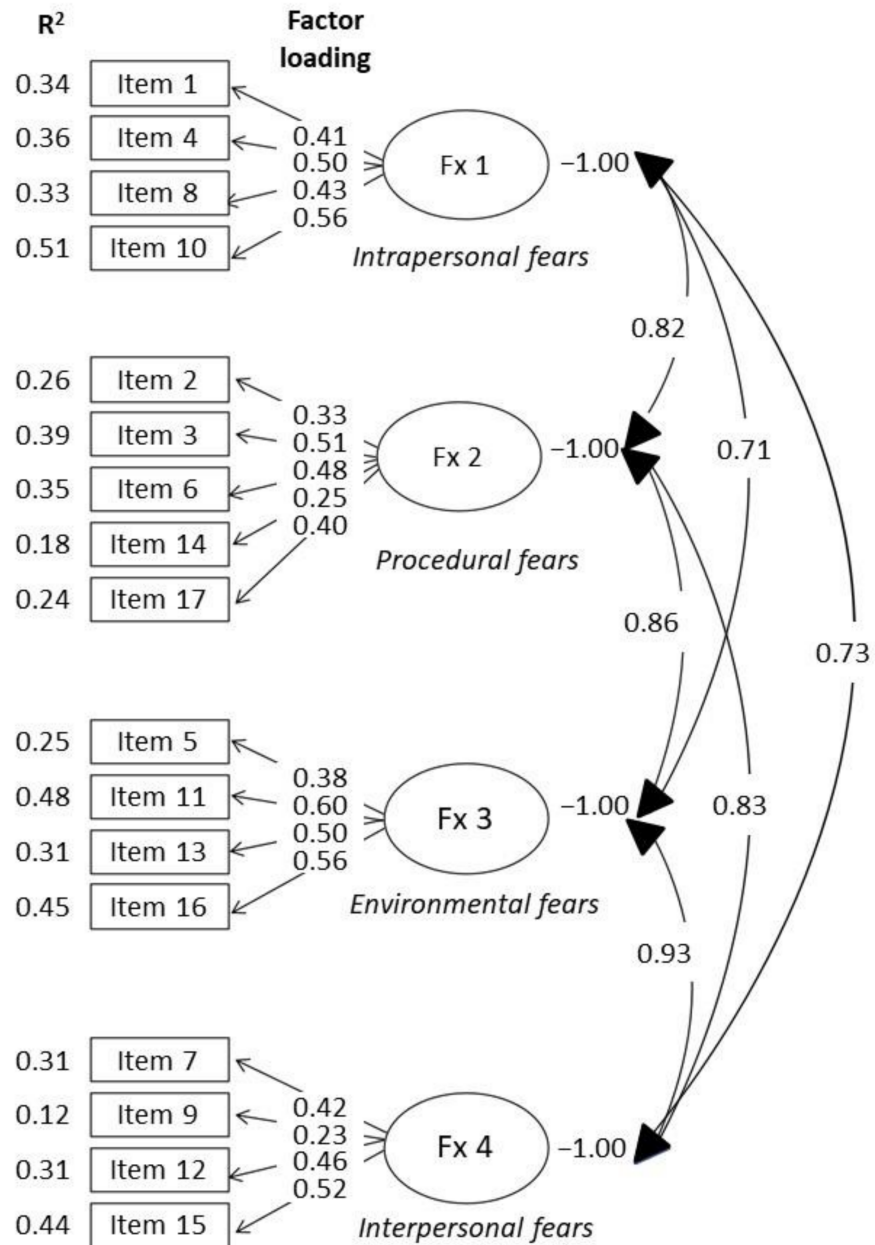 R² Factor
loading
0.34 Item 1
0.36 Item 4
0.33 Item 8
0.51 Item 10
0.41
0.50
0.43
0.56
Fx 1 –1.00
Intrapersonal fears
0.82
0.26 Item 2
0.39 Item 3
0.35 Item 6
0.18 Item 14
0.24 Item 17
0.33
0.51
0.48
0.25
0.40
Fx 2 –1.00
0.71
Procedural fears
0.86
0.73
0.25 Item 5
0.48 Item 11
0.31 Item 13
0.45 Item 16
0.38
0.60
0.50
0.56
Fx 3 –1.00
0.83
Environmental fears
0.93
0.31 Item 7
0.12 Item 9
0.31 Item 12
0.44 Item 15
0.42
0.23
0.46
0.52
Fx 4 –1.00
Interpersonal fears